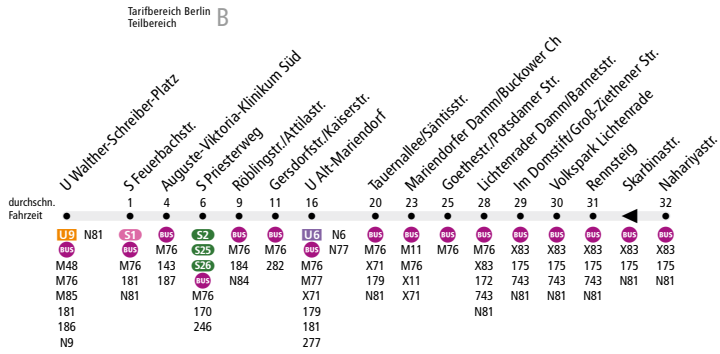 Tarifbereich Berlin
Teilbereich
B
U Walther-Schreiber-Platz
S Feuerbachstr.
Auguste-Viktoria-Klinikum Süd
S Priesterweg
Röblingstr./Attilastr.
Gersdorfstr./Kaiserstr.
U Alt-Mariendorf
Tauernallee/Säntisstr.
Mariendorfer Damm/Buckower Ch
Goethestr./Potsdamer Str.
Lichtenrader Damm/Barnetstr.
Im Domstift/Groß-Ziethener Str.
Volkspark Lichtenrade
Rennsteig
Skarbinastr.
Nahariyastr.
durchschn. 1 4 6 9 11 16 20 23 25 28 29 30 31 32
Fahrzeit
U9 N81 S1 BUS S2 BUS BUS U6 N6 BUS BUS BUS BUS BUS BUS BUS BUS BUS
BUS M76 M76 S25 M76 M76 BUS N77 M76 M11 M76 M76 X83 X83 X83 X83 X83
M48 181 143 S26 184 282 M76 X71 M76 X83 175 175 175 175 175
M76 N81 187 BUS N84 M77 179 X11 172 743 743 743 N81 N81
M85 M76 X71 N81 X71 743 N81 N81 N81
181 170 179 N81
186 246 181
N9 277